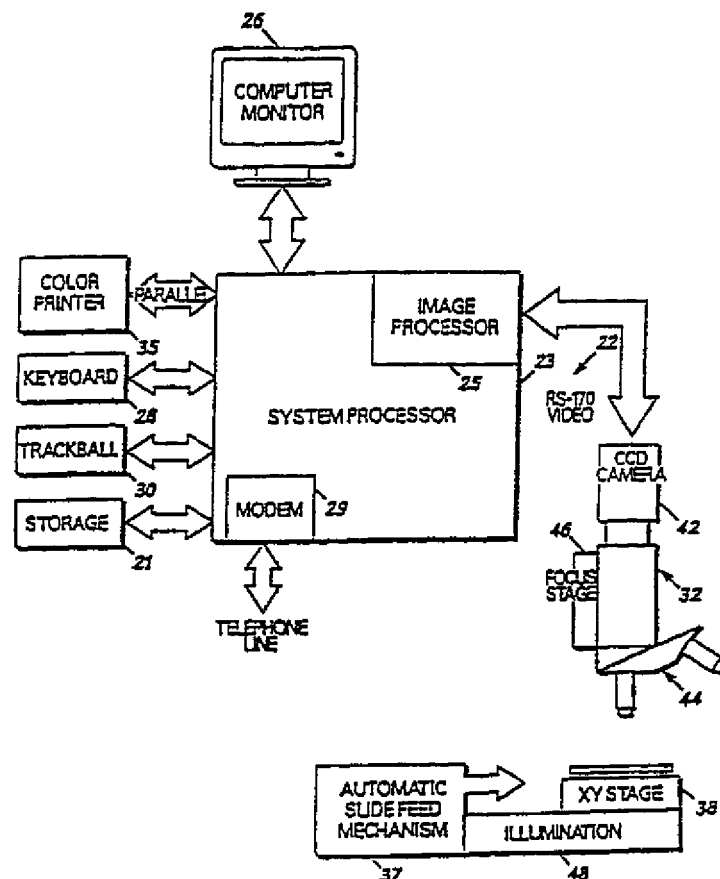 26
COMPUTER
MONITOR
COLOR
PRINTER
35
PARALLE
KEYBOARD
28
TRACKBALL
30
STORAGE
21
IMAGE
PROCESSOR
25
23
SYSTEM PROCESSOR
MODEM
29
TELEPHONE
LINE
22
RS-170
VIDEO
CCD
CAMERA
42
46
FOCUS
STAGE
32
44
AUTOMATIC
SLIDE FEED
MECHANISM
37
XY STAGE
38
ILLUMINATION
48